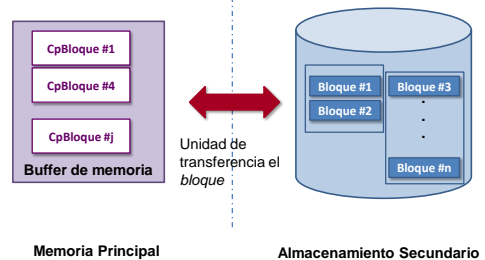 CpBloque #1
CpBloque #4
CpBloque #j
Buffer de memoria
Unidad de
transferencia el
bloque
Bloque #1
Bloque #2
Bloque #3
.
.
.
Bloque #n
Memoria Principal
Almacenamiento Secundario